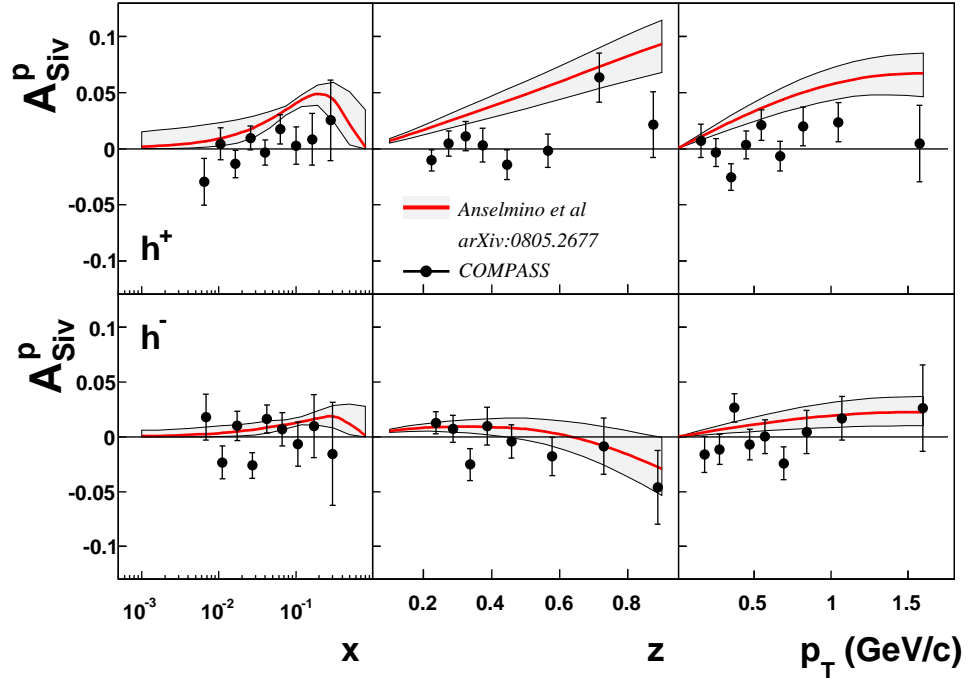 A^p_Siv
0.1
0.05
0
-0.05
-0.1
h^+
Anselmino et al
arXiv:0805.2677
COMPASS
A^p_Siv
0.1
0.05
0
-0.05
-0.1
h^-
10^-3 10^-2 10^-1 0.2 0.4 0.6 0.8 0.5 1 1.5
x z p_T (GeV/c)